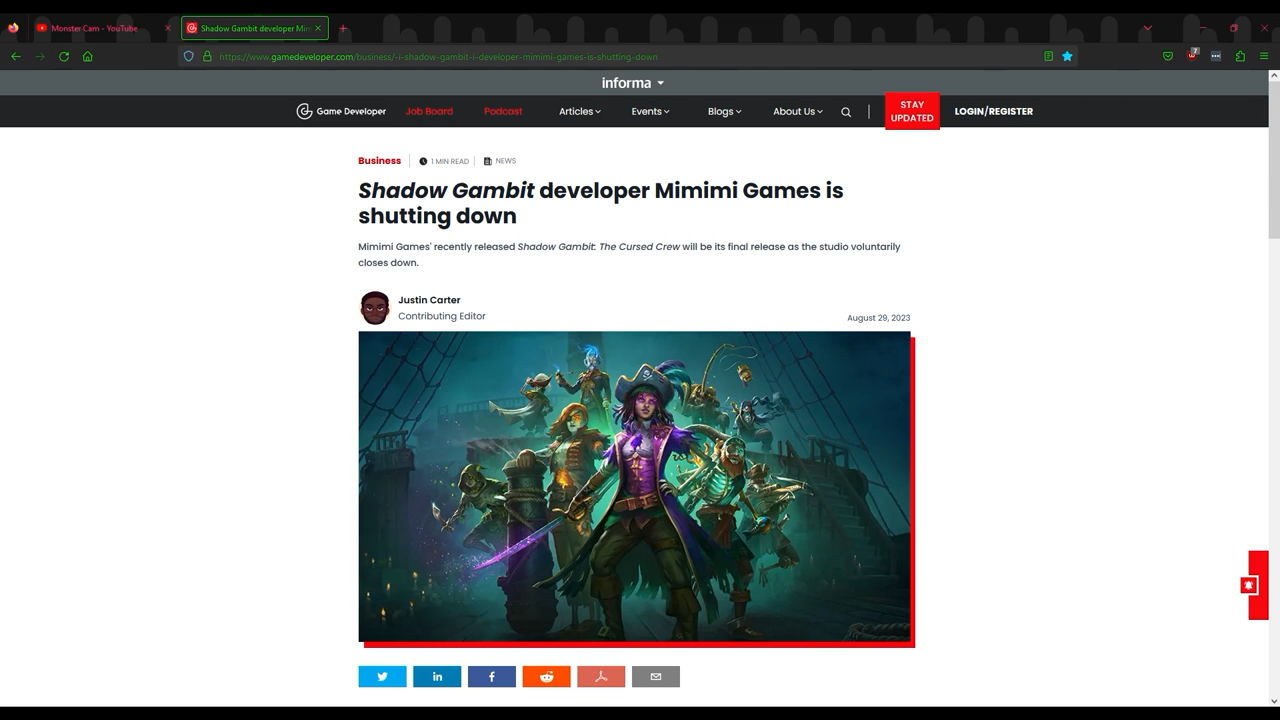 Monster Cam - YouTube
Shadow Gambit developer Mim
https://www.gamedeveloper.com/business/-i-shadow-gambit-i-developer-mimimi-games-is-shutting-down
7
informa
Game Developer Job Board Podcast Articles Events Blogs About Us STAY UPDATED LOGIN/REGISTER
Business 1 MIN READ NEWS
Shadow Gambit developer Mimimi Games is
shutting down
Mimimi Games' recently released Shadow Gambit: The Cursed Crew will be its final release as the studio voluntarily
closes down.
Justin Carter
Contributing Editor
August 29, 2023
in
f